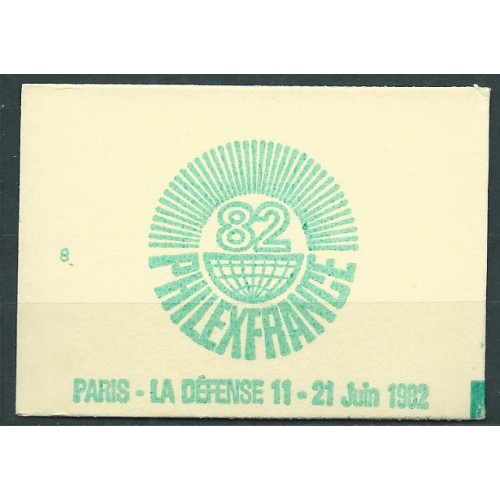 82
PHILEXFRANCE
8
PARIS - LA DÉFENSE 11 - 21 Juin 1982